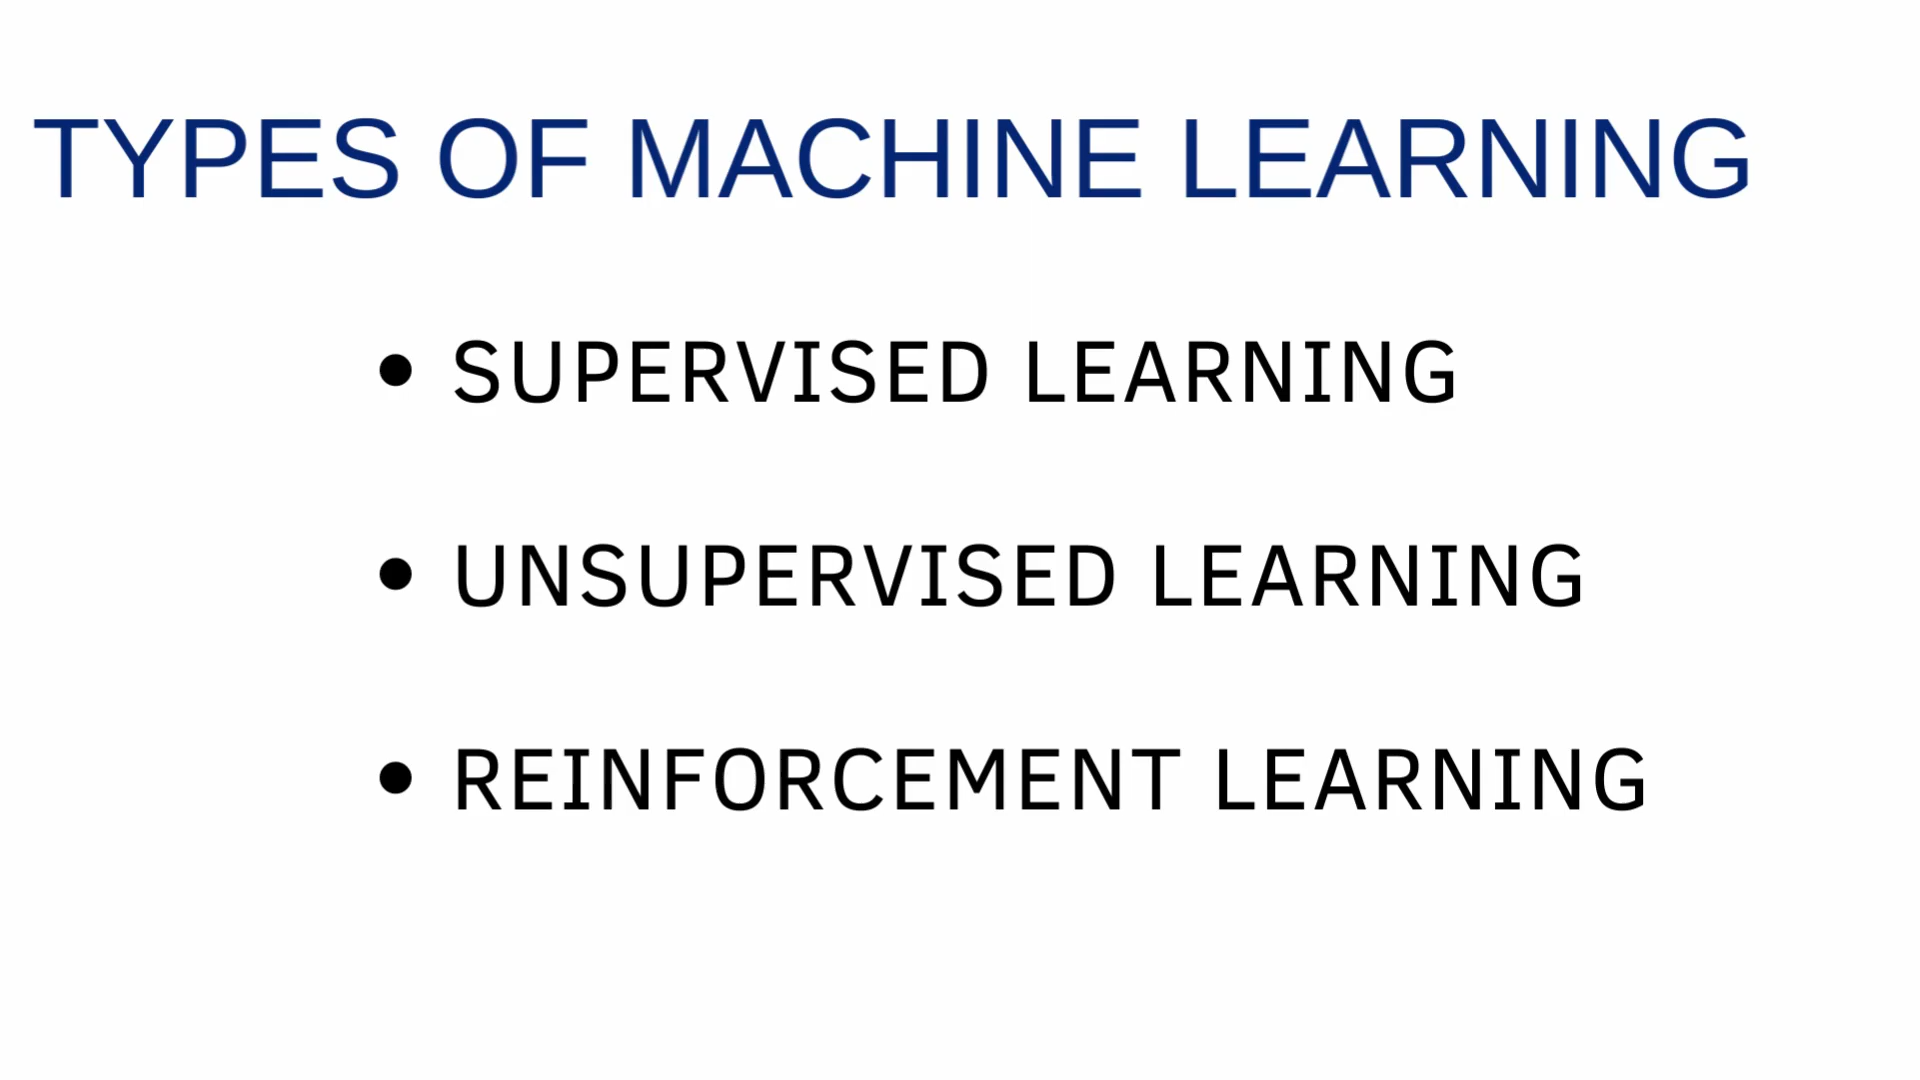 TYPES OF MACHINE LEARNING
• SUPERVISED LEARNING
• UNSUPERVISED LEARNING
• REINFORCEMENT LEARNING